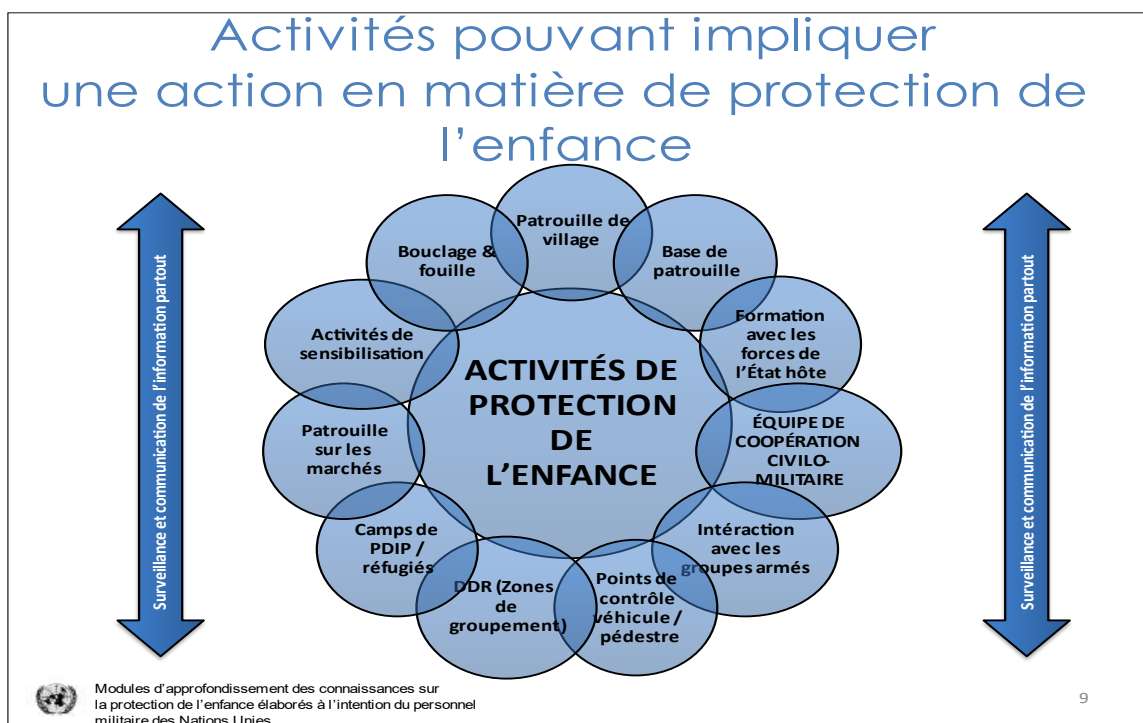 Activités pouvant impliquer
une action en matière de protection de
l’enfance
Surveillance et communication de l’information partout
Patrouille de
village
Base de
patrouille
Formation
avec les
forces de
l’État hôte
ÉQUIPE DE
COOPÉRATION
CIVILO-
MILITAIRE
Intéraction
avec les
groupes armés
Points de
contrôle
véhicule /
pédestre
DDR (Zones
de
groupement)
Camps de
PDIP /
réfugiés
Patrouille
sur les
marchés
Activités de
sensibilisation
Bouclage &
fouille
ACTIVITÉS DE
PROTECTION
DE
L’ENFANCE
Surveillance et communication de l’information partout
Modules d’approfondissement des connaissances sur
la protection de l’enfance élaborés à l’intention du personnel
militaire des Nations Unies
9